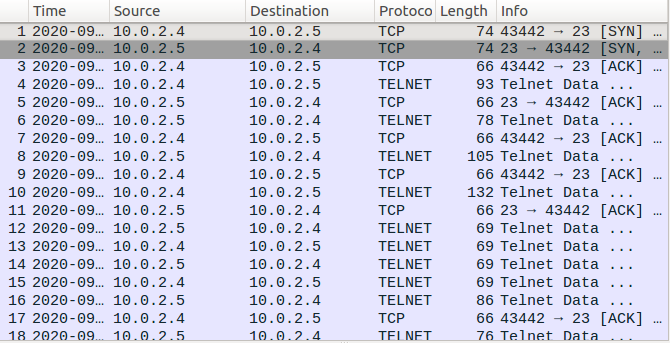 Time Source Destination Protoco Length Info
1 2020-09… 10.0.2.4 10.0.2.5 TCP 74 43442 → 23 [SYN] …
2 2020-09… 10.0.2.5 10.0.2.4 TCP 74 23 → 43442 [SYN, …
3 2020-09… 10.0.2.4 10.0.2.5 TCP 66 43442 → 23 [ACK] …
4 2020-09… 10.0.2.4 10.0.2.5 TELNET 93 Telnet Data ...
5 2020-09… 10.0.2.5 10.0.2.4 TCP 66 23 → 43442 [ACK] …
6 2020-09… 10.0.2.5 10.0.2.4 TELNET 78 Telnet Data ...
7 2020-09… 10.0.2.4 10.0.2.5 TCP 66 43442 → 23 [ACK] …
8 2020-09… 10.0.2.5 10.0.2.4 TELNET 105 Telnet Data ...
9 2020-09… 10.0.2.4 10.0.2.5 TCP 66 43442 → 23 [ACK] …
10 2020-09… 10.0.2.4 10.0.2.5 TELNET 132 Telnet Data ...
11 2020-09… 10.0.2.5 10.0.2.4 TCP 66 23 → 43442 [ACK] …
12 2020-09… 10.0.2.5 10.0.2.4 TELNET 69 Telnet Data ...
13 2020-09… 10.0.2.4 10.0.2.5 TELNET 69 Telnet Data ...
14 2020-09… 10.0.2.5 10.0.2.4 TELNET 69 Telnet Data ...
15 2020-09… 10.0.2.4 10.0.2.5 TELNET 69 Telnet Data ...
16 2020-09… 10.0.2.5 10.0.2.4 TELNET 86 Telnet Data ...
17 2020-09… 10.0.2.4 10.0.2.5 TCP 66 43442 → 23 [ACK] …
18 2020-09… 10.0.2.5 10.0.2.4 TELNET 76 Telnet Data ...